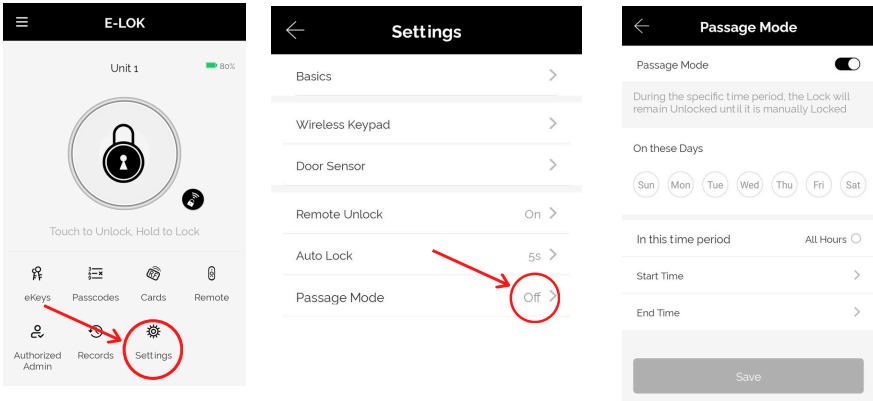 E-LOK
Unit 1
80%
Touch to Unlock, Hold to Lock
eKeys
Passcodes
Cards
Remote
Authorized
Admin
Records
Settings
Settings
Basics
Wireless Keypad
Door Sensor
Remote Unlock On
Auto Lock 5s
Passage Mode Off
Passage Mode
Passage Mode
During the specific time period, the Lock will
remain Unlocked until it is manually Locked
On these Days
Sun Mon Tue Wed Thu Fri Sat
In this time period All Hours
Start Time
End Time
Save